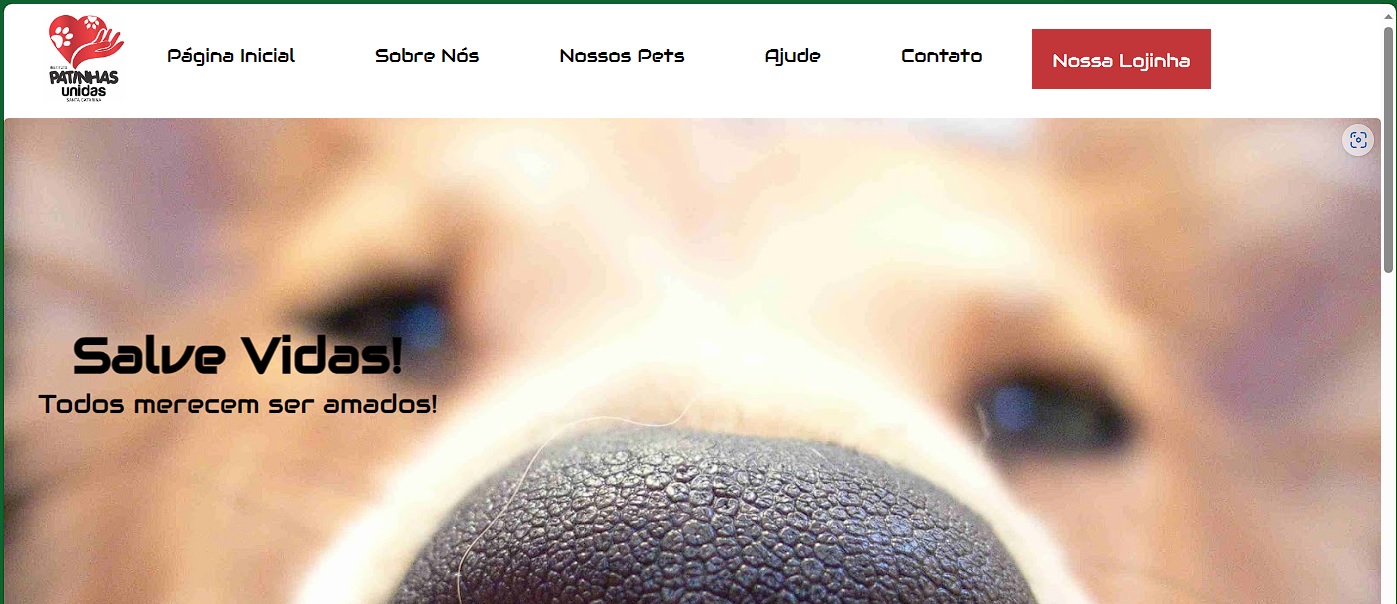 INSTITUTO
PATINHAS
unidas
SANTA CATARINA
Página Inicial
Sobre Nós
Nossos Pets
Ajude
Contato
Nossa Lojinha
Salve Vidas!
Todos merecem ser amados!